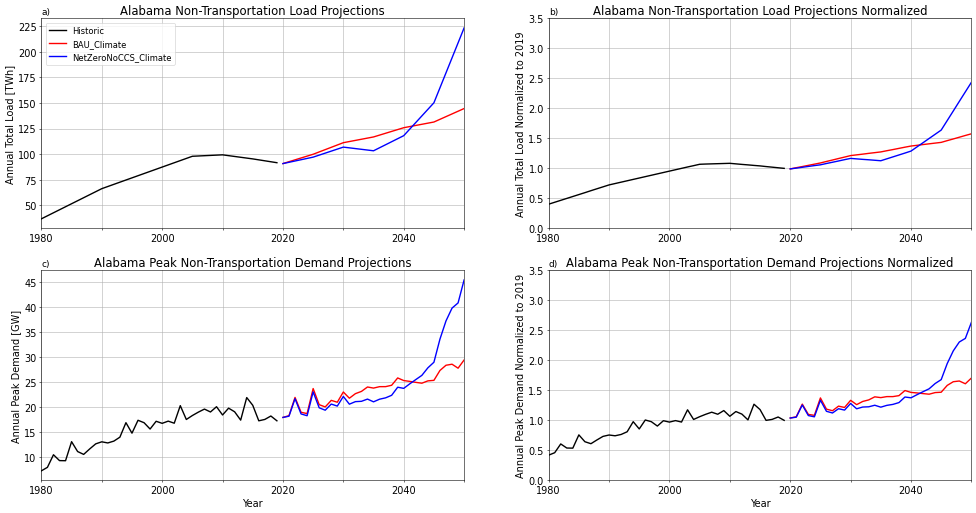 a)
Alabama Non-Transportation Load Projections
Annual Total Load [TWh]
225
200
175
150
125
100
75
50
Historic
BAU_Climate
NetZeroNoCCS_Climate
1980
2000
2020
2040
b)
Alabama Non-Transportation Load Projections Normalized
Annual Total Load Normalized to 2019
3.5
3.0
2.5
2.0
1.5
1.0
0.5
0.0
1980
2000
2020
2040
c)
Alabama Peak Non-Transportation Demand Projections
Annual Peak Demand [GW]
45
40
35
30
25
20
15
10
1980
2000
2020
2040
Year
d)
Alabama Peak Non-Transportation Demand Projections Normalized
Annual Peak Demand Normalized to 2019
3.5
3.0
2.5
2.0
1.5
1.0
0.5
0.0
1980
2000
2020
2040
Year